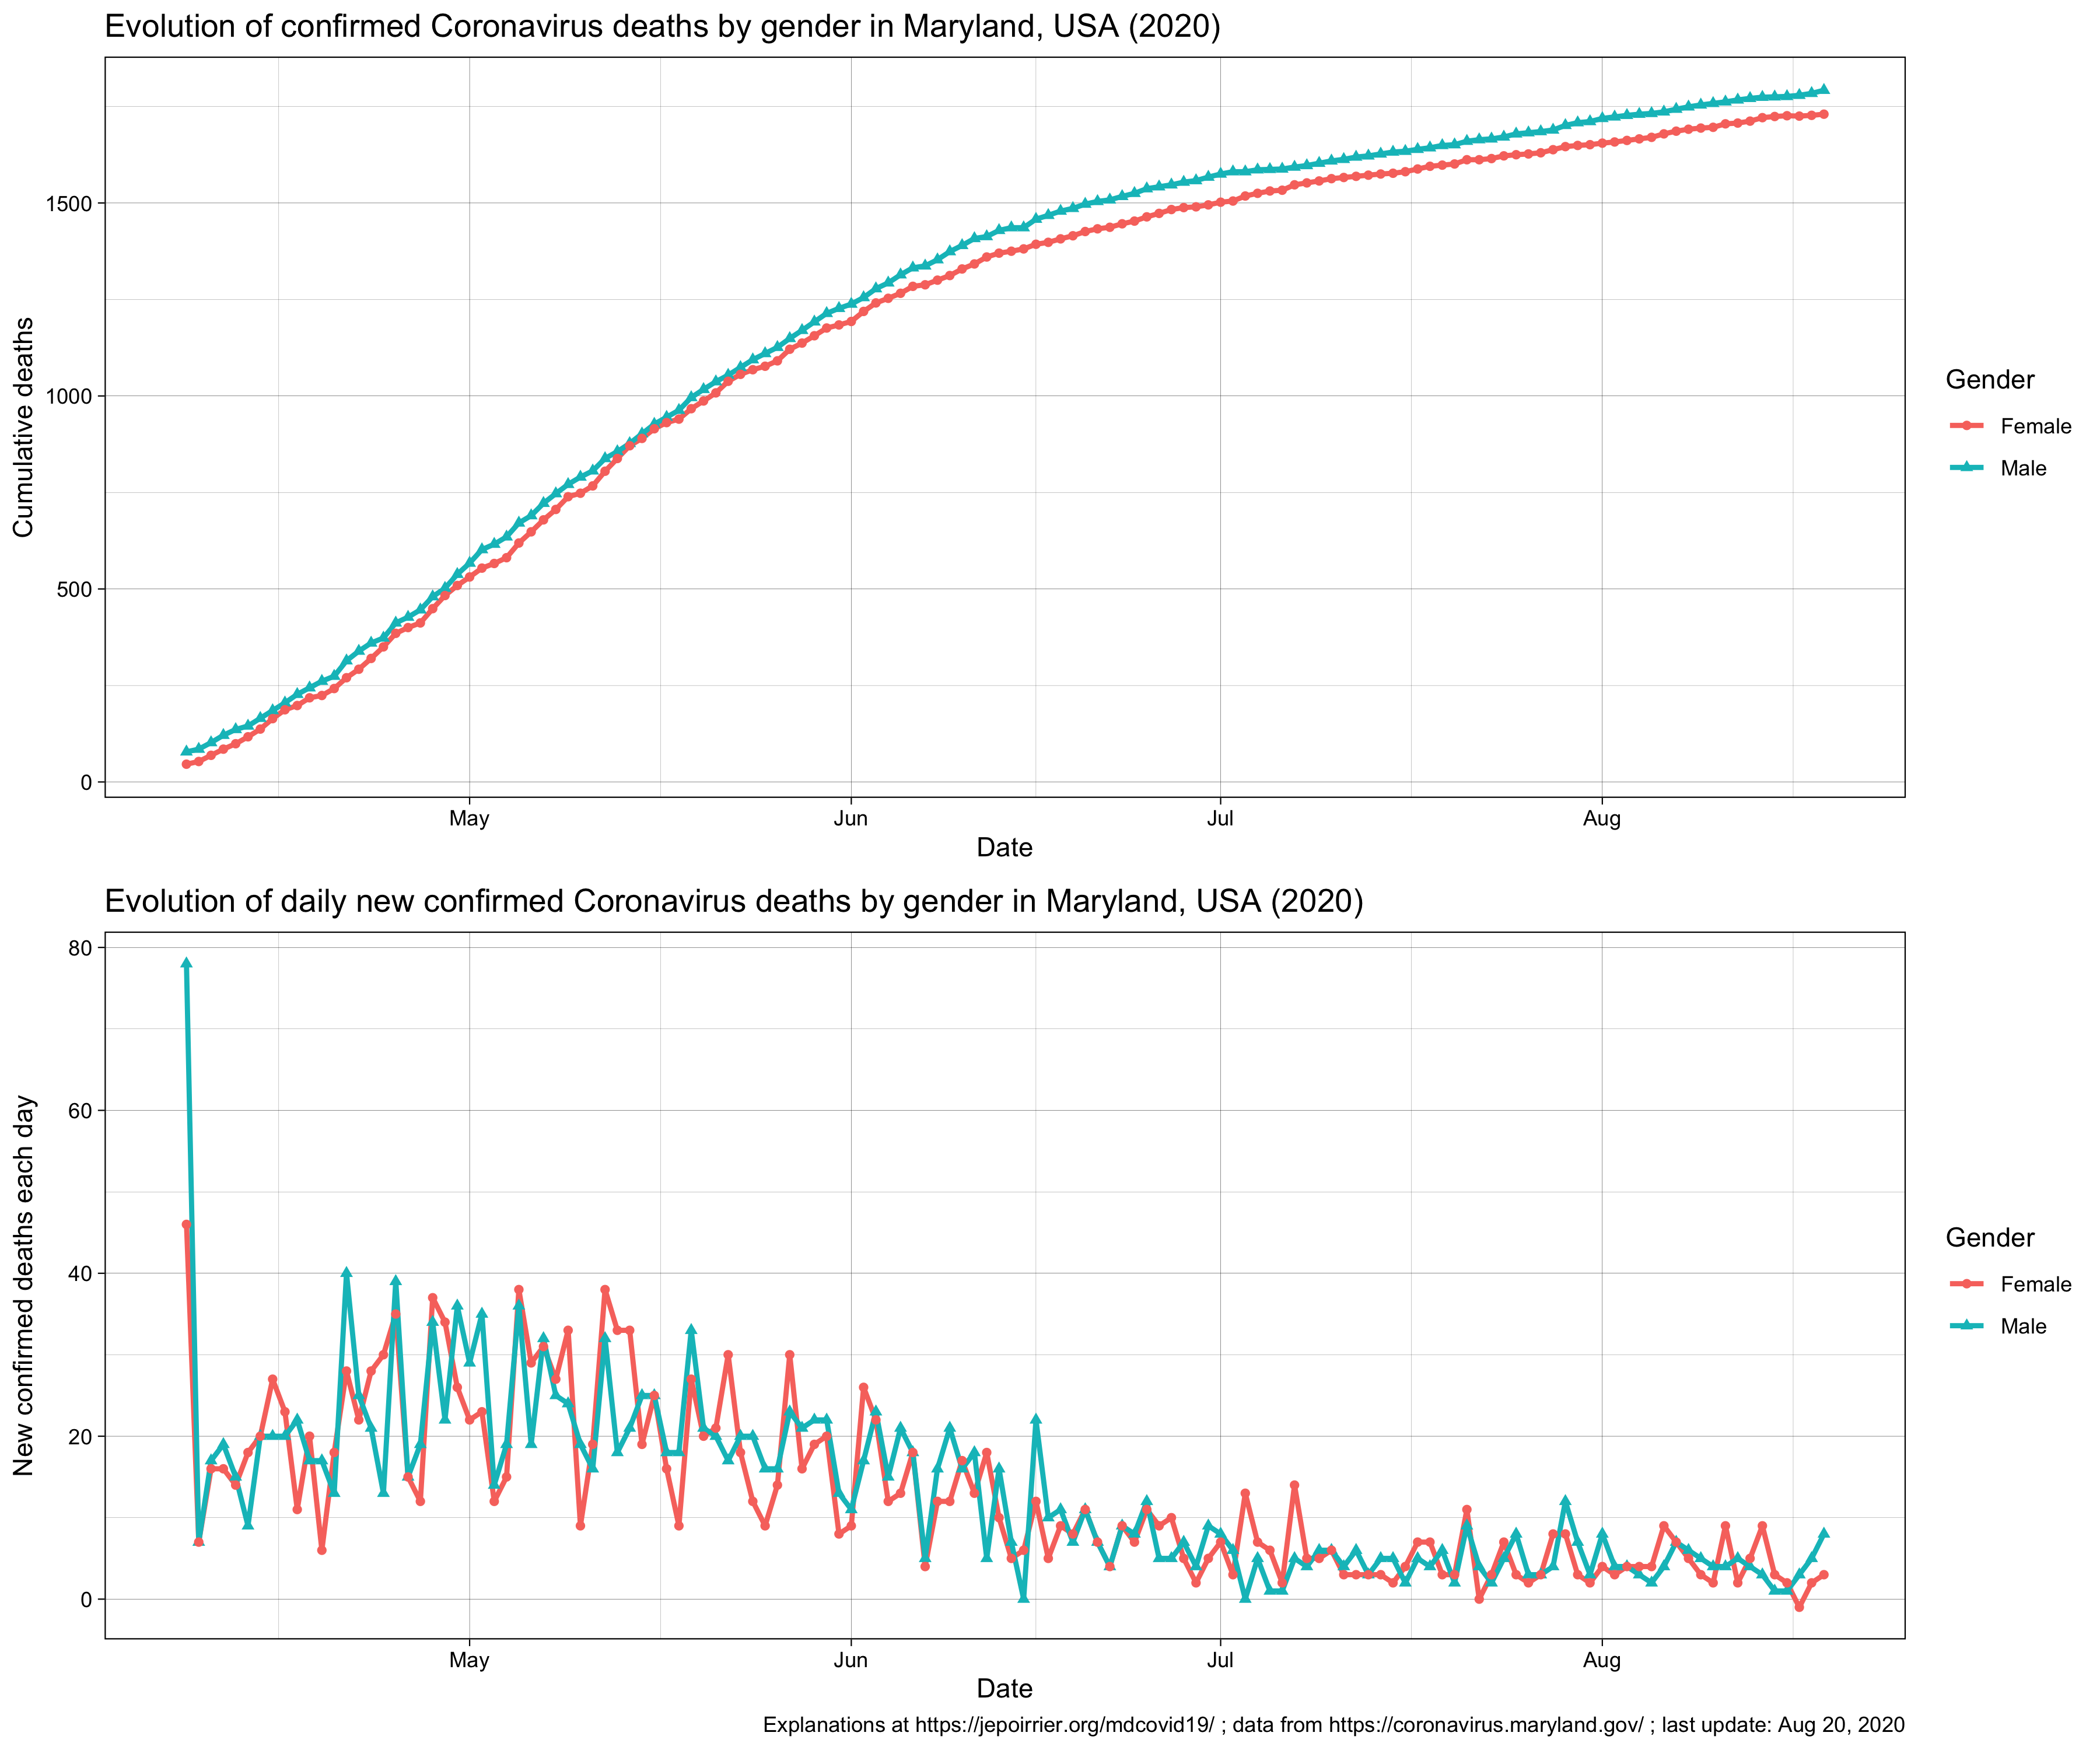 Evolution of confirmed Coronavirus deaths by gender in Maryland, USA (2020)
Cumulative deaths
1500
1000
500
0
May Jun Jul Aug
Date
Gender
Female
Male
Evolution of daily new confirmed Coronavirus deaths by gender in Maryland, USA (2020)
New confirmed deaths each day
80
60
40
20
0
May Jun Jul Aug
Date
Gender
Female
Male
Explanations at https://jepoirrier.org/mdcovid19/ ; data from https://coronavirus.maryland.gov/ ; last update: Aug 20, 2020